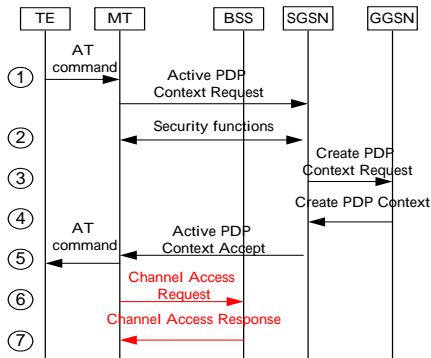 TE MT BSS SGSN GGSN
AT
command
1
Active PDP
Context Request
2
Security functions
Create PDP
Context Request
3
Create PDP Context
4
AT
command
Active PDP
Context Accept
5
Channel Access
Request
6
Channel Access Response
7